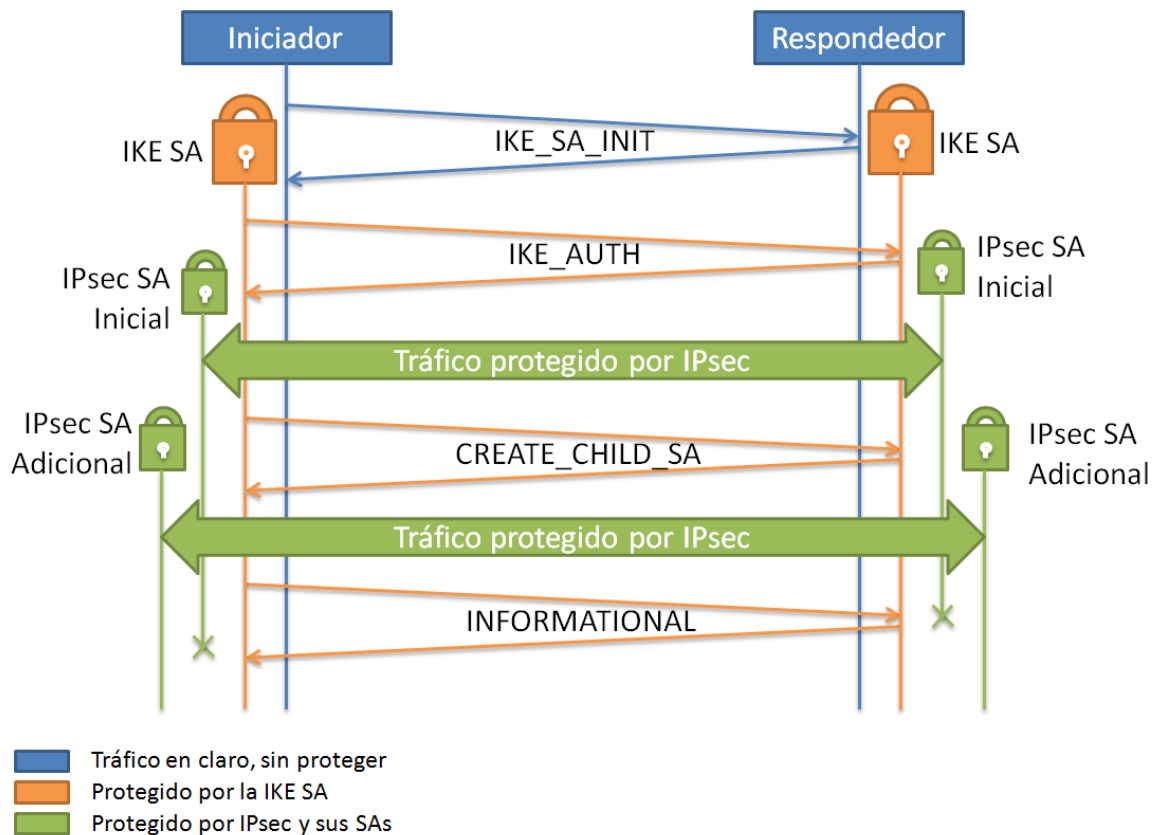 Iniciador
Respondedor
IKE SA
IKE_SA_INIT
IKE SA
IKE_AUTH
IPsec SA
Inicial
IPsec SA
Inicial
Tráfico protegido por IPsec
IPsec SA
Adicional
CREATE_CHILD_SA
IPsec SA
Adicional
Tráfico protegido por IPsec
INFORMATIONAL
Tráfico en claro, sin proteger
Protegido por la IKE SA
Protegido por IPsec y sus SAs